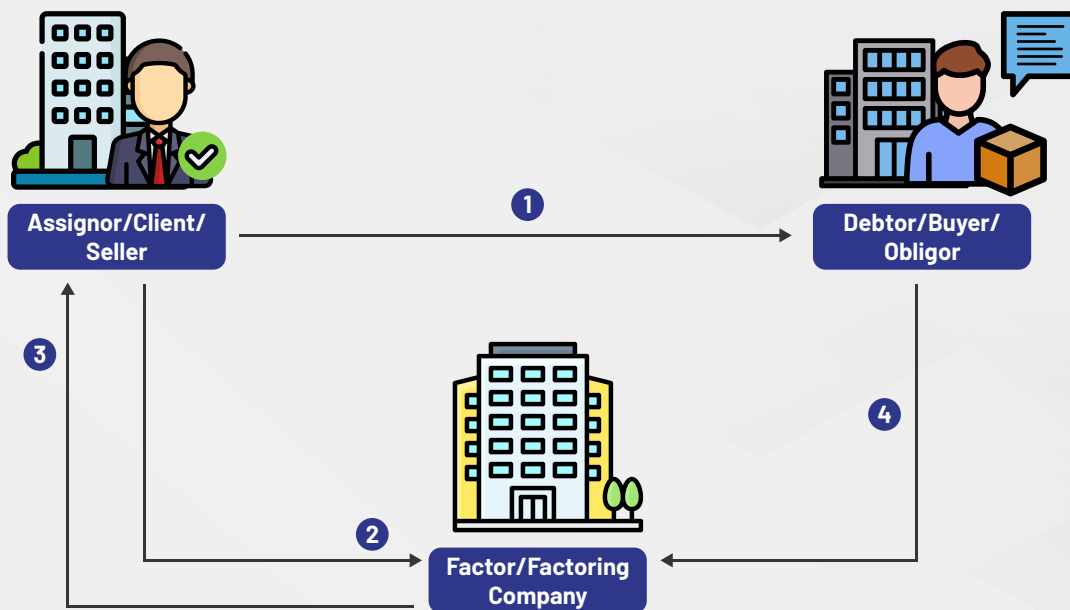 Assignor/Client/
Seller
1
Debtor/Buyer/
Obligor
3
4
2
Factor/Factoring
Company